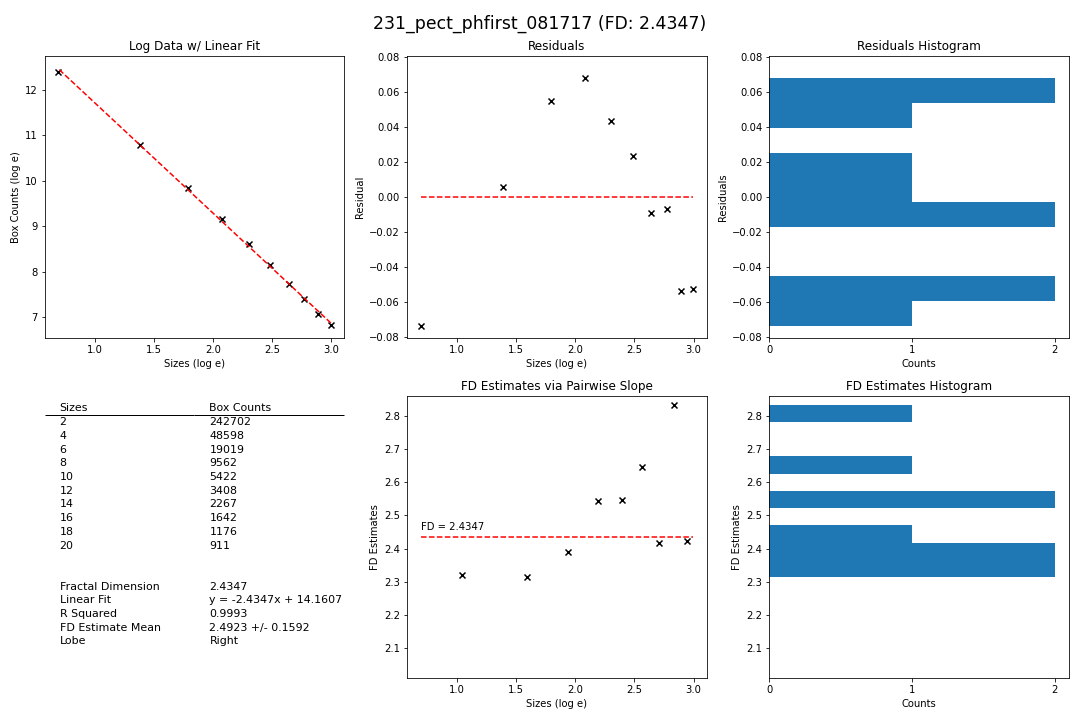 231_pect_phfirst_081717 (FD: 2.4347)
Log Data w/ Linear Fit
Box Counts (log e)
12
11
10
9
8
7
1.0 1.5 2.0 2.5 3.0
Sizes (log e)
Residuals
Residual
0.08
0.06
0.04
0.02
0.00
−0.02
−0.04
−0.06
−0.08
1.0 1.5 2.0 2.5 3.0
Sizes (log e)
Residuals Histogram
Residuals
0.08
0.06
0.04
0.02
0.00
−0.02
−0.04
−0.06
−0.08
0 1 2
Counts
Sizes Box Counts
2 242702
4 48598
6 19019
8 9562
10 5422
12 3408
14 2267
16 1642
18 1176
20 911
Fractal Dimension 2.4347
Linear Fit y = -2.4347x + 14.1607
R Squared 0.9993
FD Estimate Mean 2.4923 +/- 0.1592
Lobe Right
FD Estimates via Pairwise Slope
FD Estimates
2.8
2.7
2.6
2.5
2.4
2.3
2.2
2.1
FD = 2.4347
1.0 1.5 2.0 2.5 3.0
Sizes (log e)
FD Estimates Histogram
FD Estimates
2.8
2.7
2.6
2.5
2.4
2.3
2.2
2.1
0 1 2
Counts